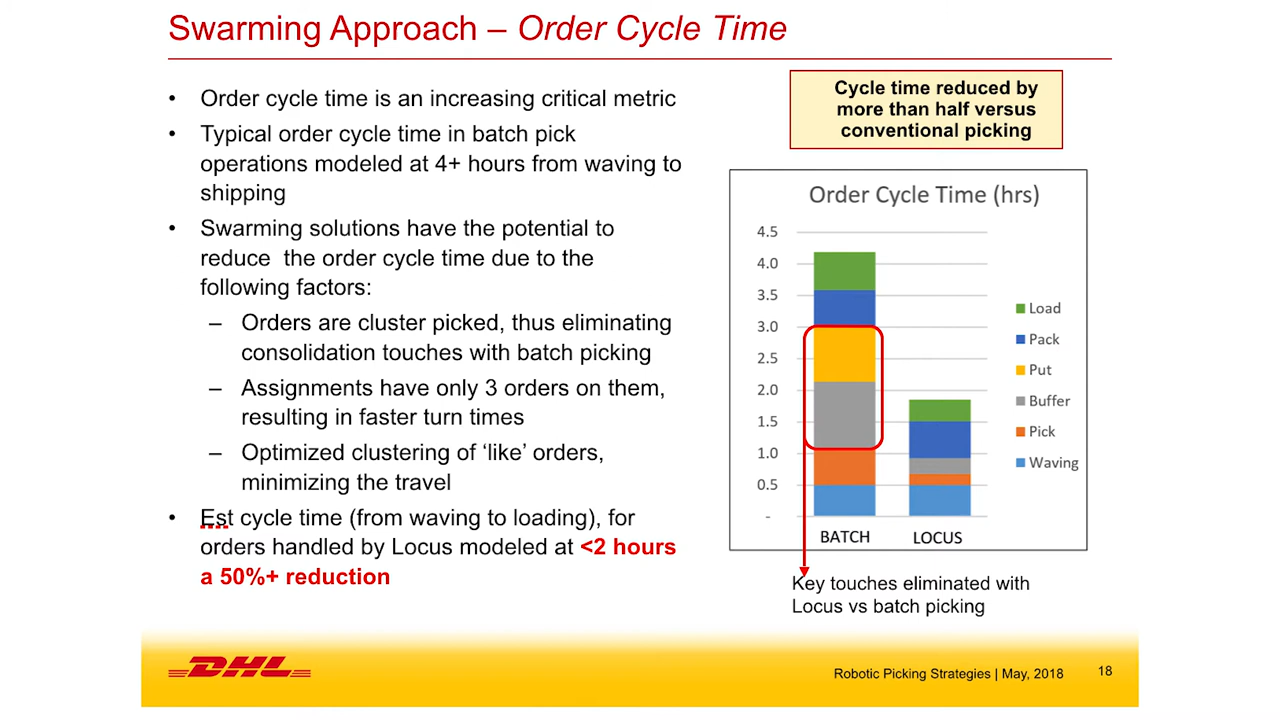 Swarming Approach – Order Cycle Time
• Order cycle time is an increasing critical metric
• Typical order cycle time in batch pick
operations modeled at 4+ hours from waving to
shipping
• Swarming solutions have the potential to
reduce  the order cycle time due to the
following factors:
– Orders are cluster picked, thus eliminating
consolidation touches with batch picking
– Assignments have only 3 orders on them,
resulting in faster turn times
– Optimized clustering of ‘like’ orders,
minimizing the travel
• Est cycle time (from waving to loading), for
orders handled by Locus modeled at <2 hours
a 50%+ reduction
Cycle time reduced by
more than half versus
conventional picking
Order Cycle Time (hrs)
4.5
4.0
3.5
3.0
2.5
2.0
1.5
1.0
0.5
-
BATCH
LOCUS
Load
Pack
Put
Buffer
Pick
Waving
Key touches eliminated with
Locus vs batch picking
DHL
Robotic Picking Strategies | May, 2018
18